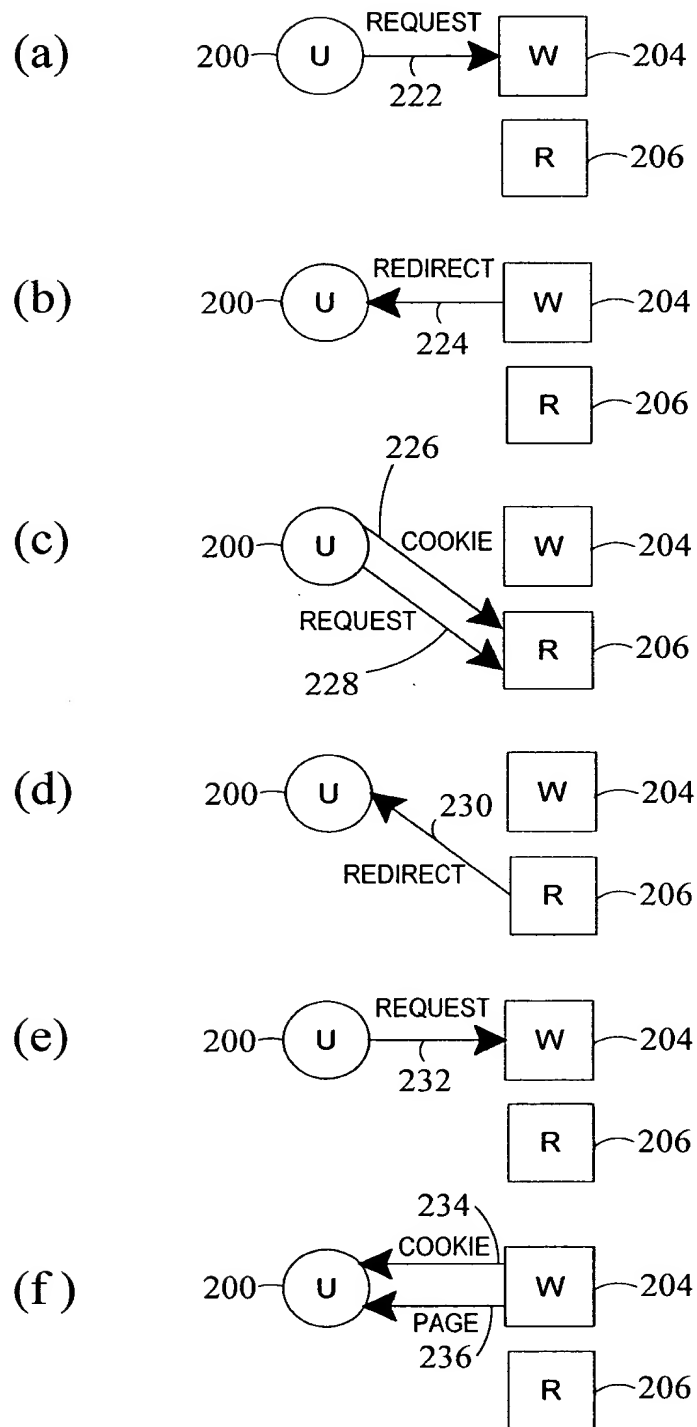 REQUEST
(a) 200 U W 204
222
R 206
REDIRECT
(b) 200 U W 204
224
R 206
226
(c) 200 U COOKIE W 204
REQUEST R 206
228
(d) 200 U 230 W 204
REDIRECT R 206
REQUEST
(e) 200 U W 204
232
R 206
234
COOKIE
(f) 200 U W 204
PAGE
236
R 206